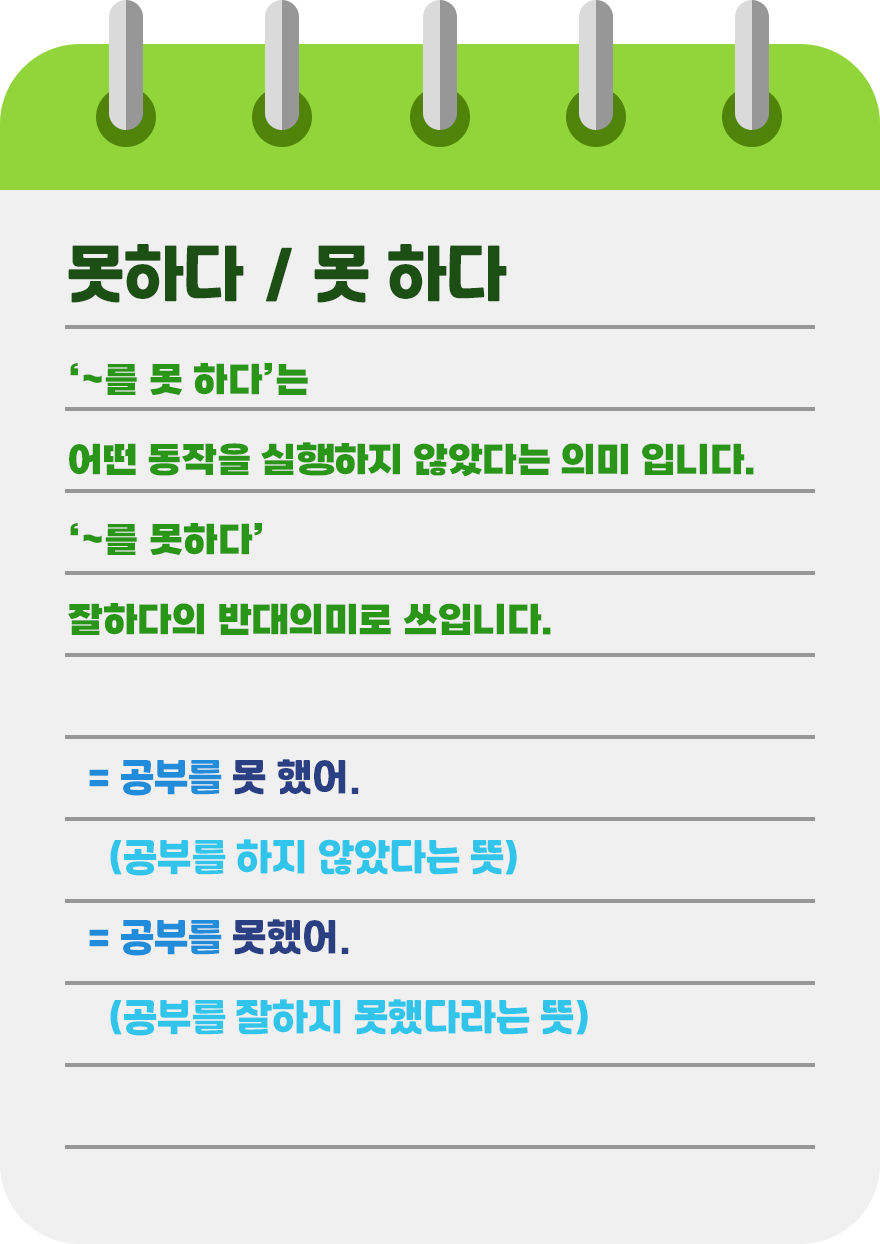 못하다 / 못 하다
‘~를 못 하다’는
어떤 동작을 실행하지 않았다는 의미 입니다.
‘~를 못하다’
잘하다의 반대의미로 쓰입니다.
= 공부를 못 했어.
(공부를 하지 않았다는 뜻)
= 공부를 못했어.
(공부를 잘하지 못했다라는 뜻)